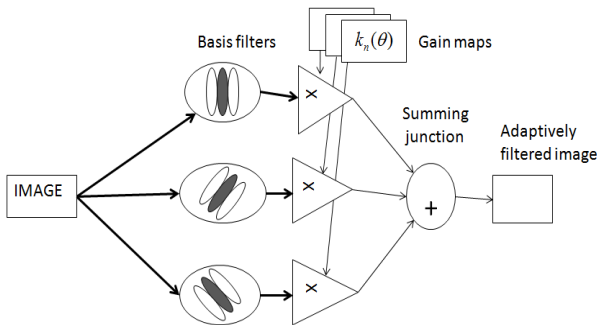 Basis filters
k_n(θ)
Gain maps
x
Summing
junction
Adaptively
filtered image
IMAGE
x
+
x